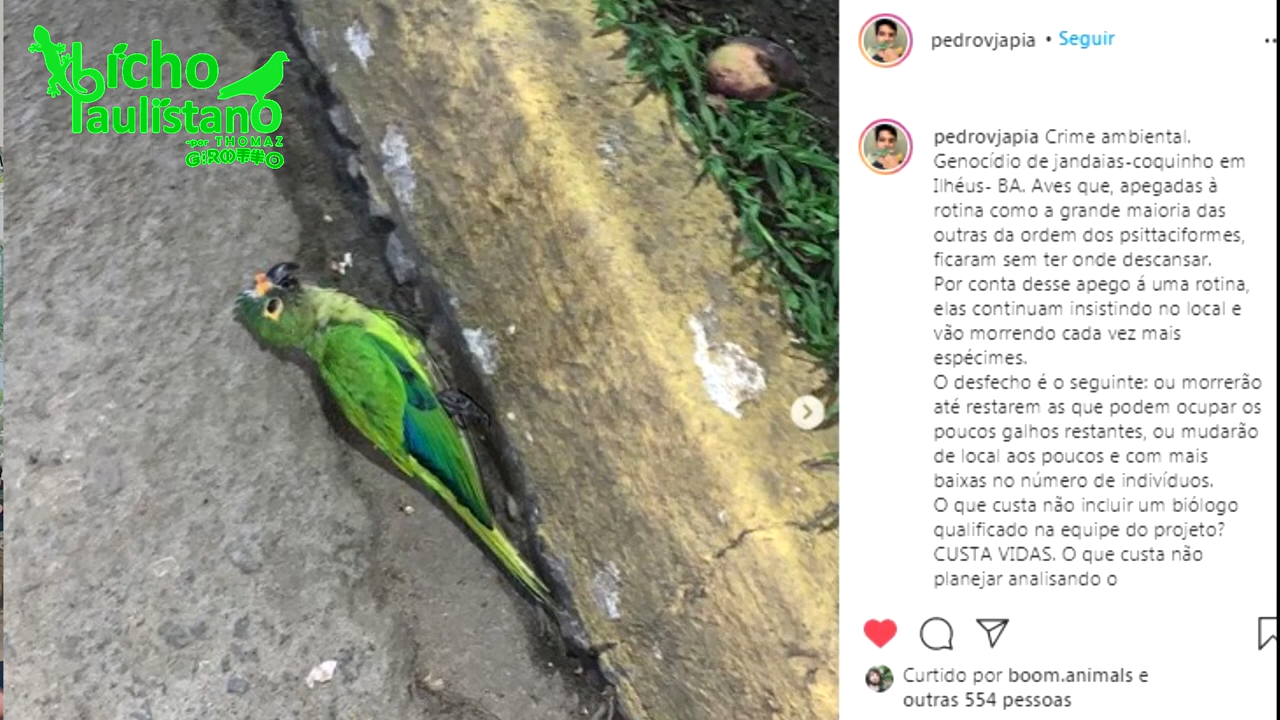 bicho
Paulistano
-por THOMAZ
GIROTTO
pedrovjapia • Seguir
pedrovjapia Crime ambiental.
Genocídio de jandaias-coquinho em
Ilhéus- BA. Aves que, apegadas à
rotina como a grande maioria das
outras da ordem dos psittaciformes,
ficaram sem ter onde descansar.
Por conta desse apego á uma rotina,
elas continuam insistindo no local e
vão morrendo cada vez mais
espécimes.
O desfecho é o seguinte: ou morrerão
até restarem as que podem ocupar os
poucos galhos restantes, ou mudarão
de local aos poucos e com mais
baixas no número de indivíduos.
O que custa não incluir um biólogo
qualificado na equipe do projeto?
CUSTA VIDAS. O que custa não
planejar analisando o
Curtido por boom.animals e
outras 554 pessoas